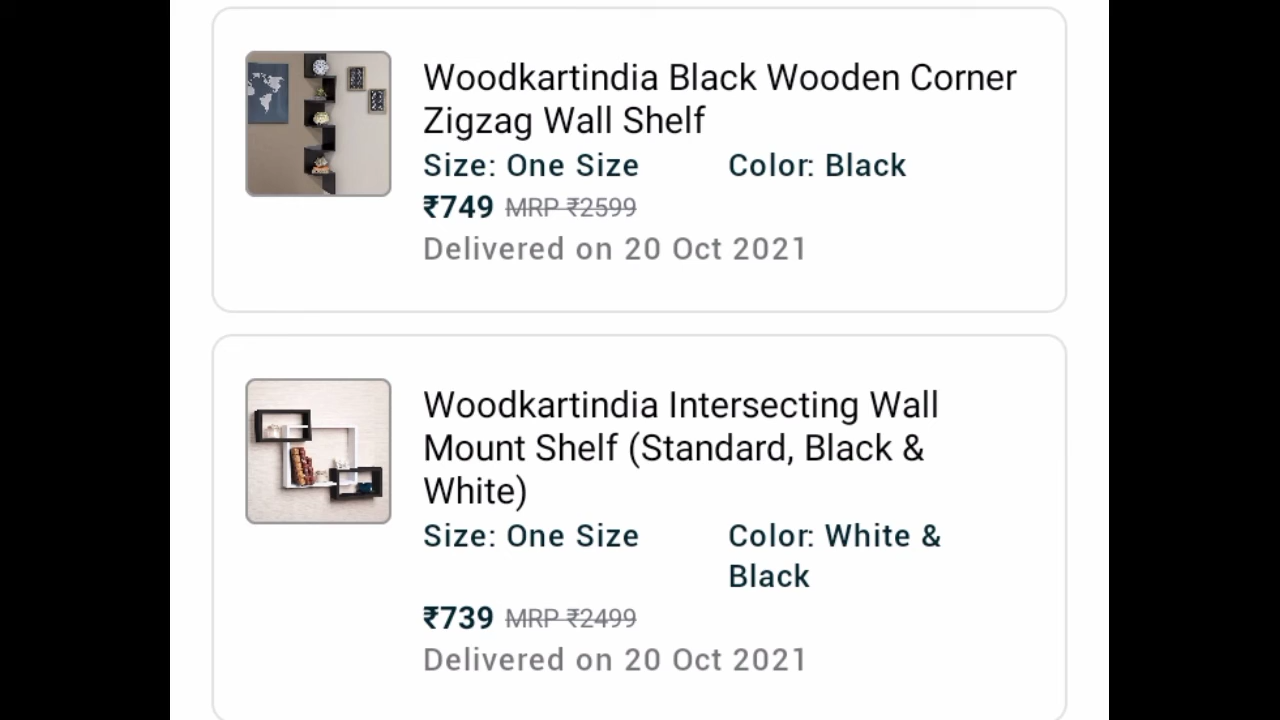 Woodkartindia Black Wooden Corner
Zigzag Wall Shelf
Size: One Size Color: Black
₹749 MRP ₹2599
Delivered on 20 Oct 2021
Woodkartindia Intersecting Wall
Mount Shelf (Standard, Black &
White)
Size: One Size Color: White &
Black
₹739 MRP ₹2499
Delivered on 20 Oct 2021